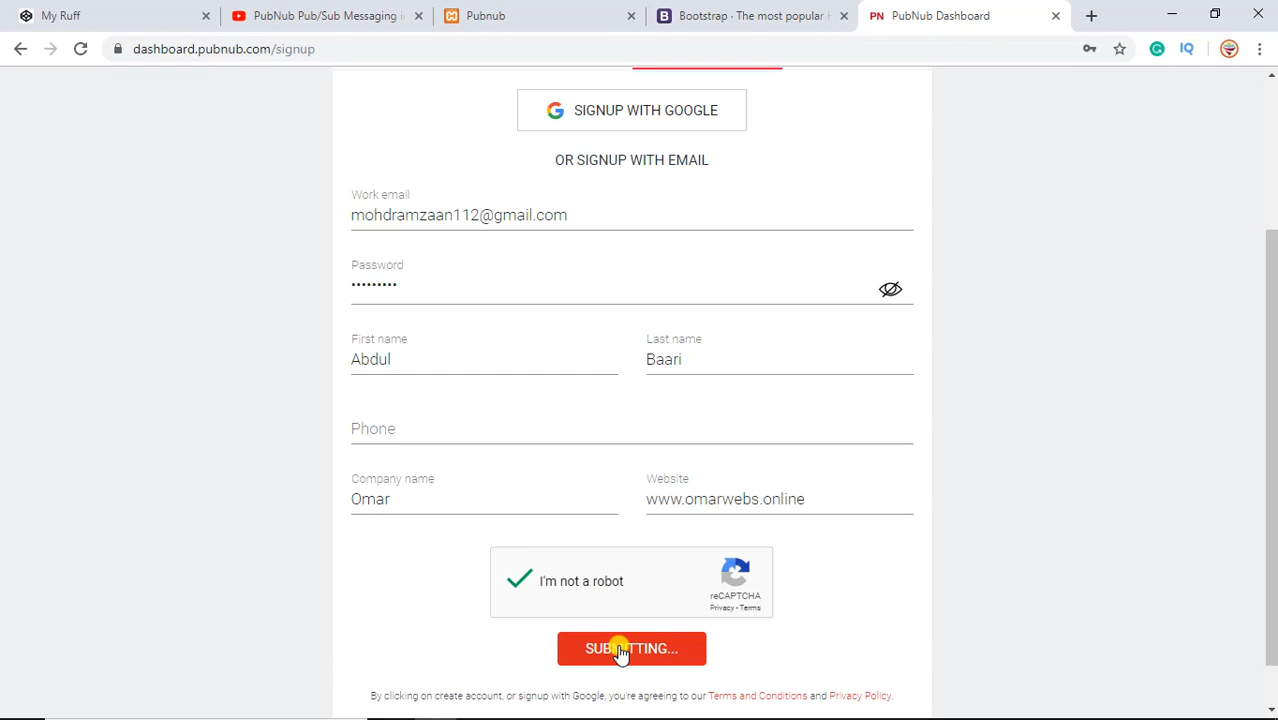 My Ruff
PubNub Pub/Sub Messaging i
Pubnub
B Bootstrap · The most popular H
PN PubNub Dashboard
dashboard.pubnub.com/signup
IQ
SIGNUP WITH GOOGLE
OR SIGNUP WITH EMAIL
Work email
mohdramzaan112@gmail.com
Password
•••••••••
First name
Last name
Abdul
Baari
Phone
Company name
Website
Omar
www.omarwebs.online
I'm not a robot
reCAPTCHA
Privacy - Terms
SUBMITTING...
By clicking on create account, or signup with Google, you're agreeing to our Terms and Conditions and Privacy Policy.